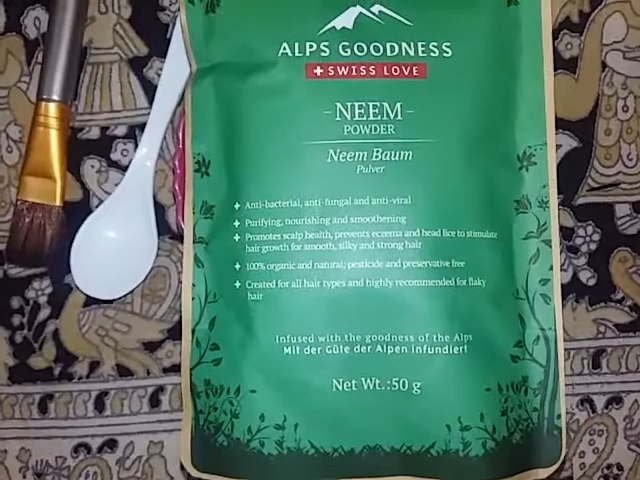 ALPS GOODNESS
+ SWISS LOVE
- NEEM -
POWDER
Neem Baum
Pulver
+ Anti-bacterial, anti-fungal and anti-viral
+ Purifying, nourishing and smoothening
+ Promotes scalp health, prevents eczema and head lice to stimulate
hair growth for smooth, silky and strong hair
+ 100% organic and natural; pesticide and preservative free
+ Created for all hair types and highly recommended for flaky
hair
Infused with the goodness of the Alps
Mit der Güte der Alpen infundiert
Net Wt.:50 g